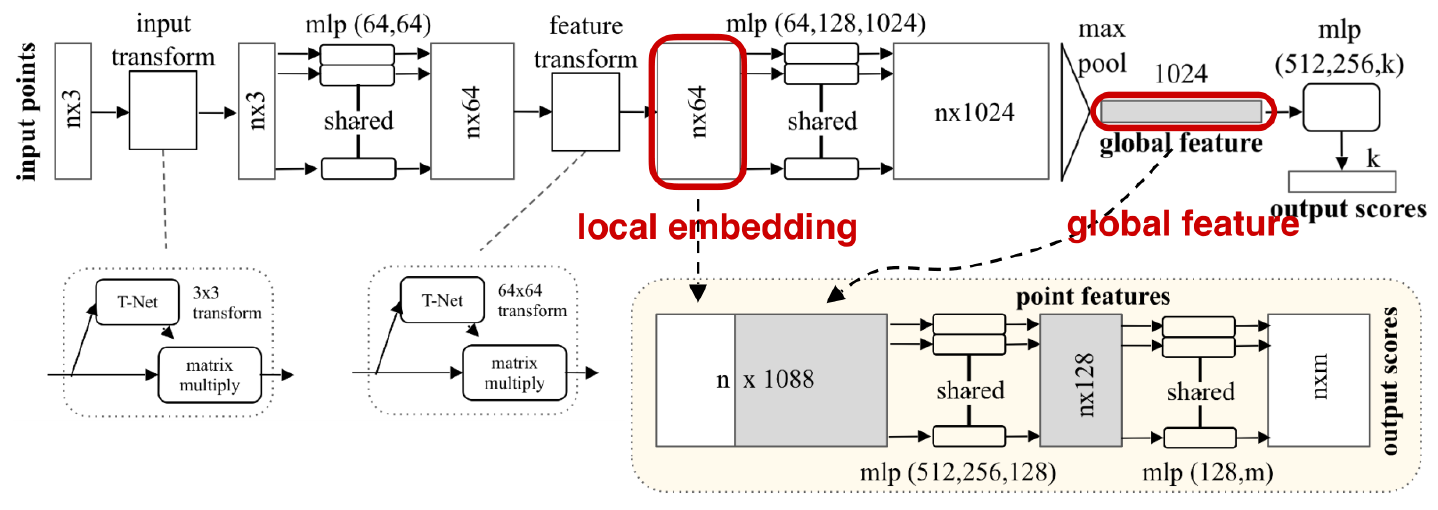 input points
nx3
input
transform
nx3
mlp (64,64)
shared
nx64
feature
transform
nx64
mlp (64,128,1024)
shared
nx1024
max
pool
1024
global feature
mlp
(512,256,k)
k
output scores
local embedding
global feature
T-Net
3x3
transform
matrix
multiply
T-Net
64x64
transform
matrix
multiply
point features
n x 1088
shared
mlp (512,256,128)
nx128
shared
mlp (128,m)
nxm
output scores